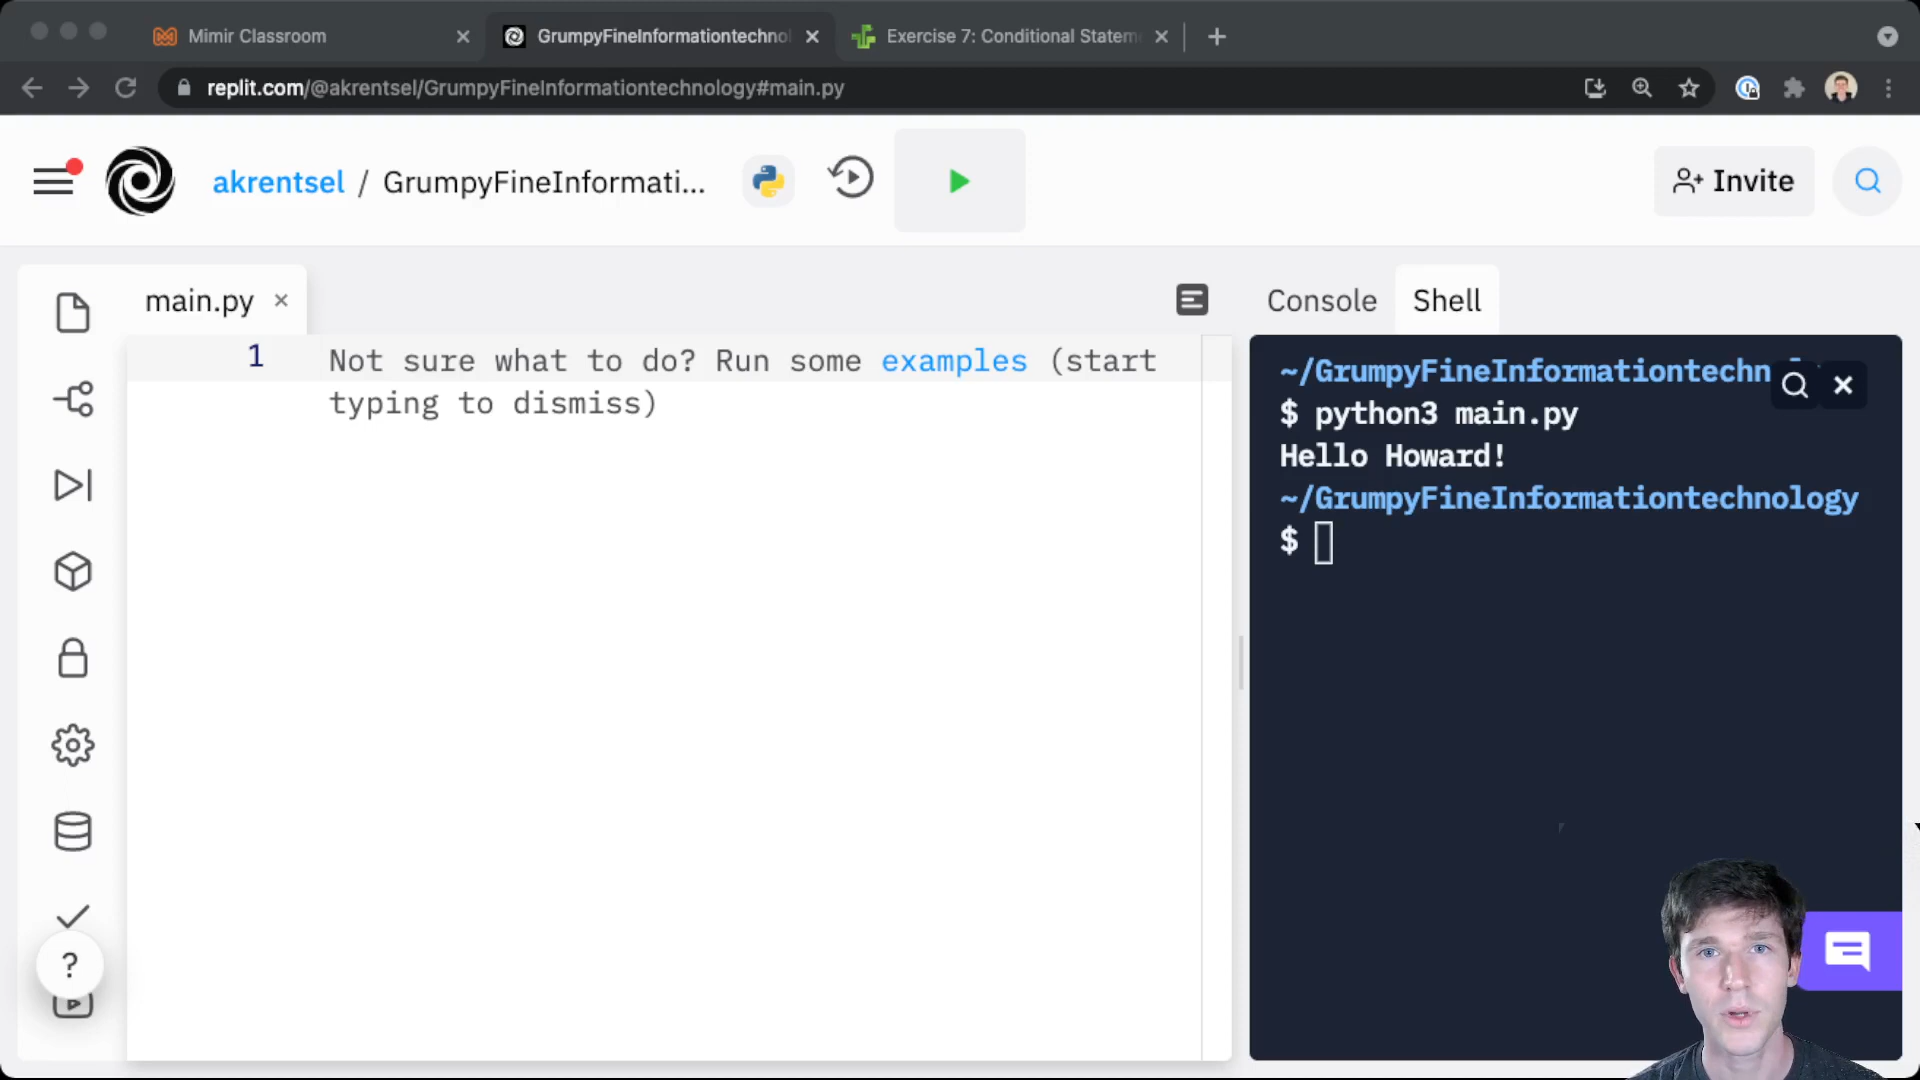 Mimir Classroom
GrumpyFineInformationtechnol
Exercise 7: Conditional Statem
replit.com/@akrentsel/GrumpyFineInformationtechnology#main.py
akrentsel / GrumpyFineInformati...
Invite
main.py
Console
Shell
1
Not sure what to do? Run some examples (start
typing to dismiss)
~/GrumpyFineInformationtechn
$ python3 main.py
Hello Howard!
~/GrumpyFineInformationtechnology
$
?